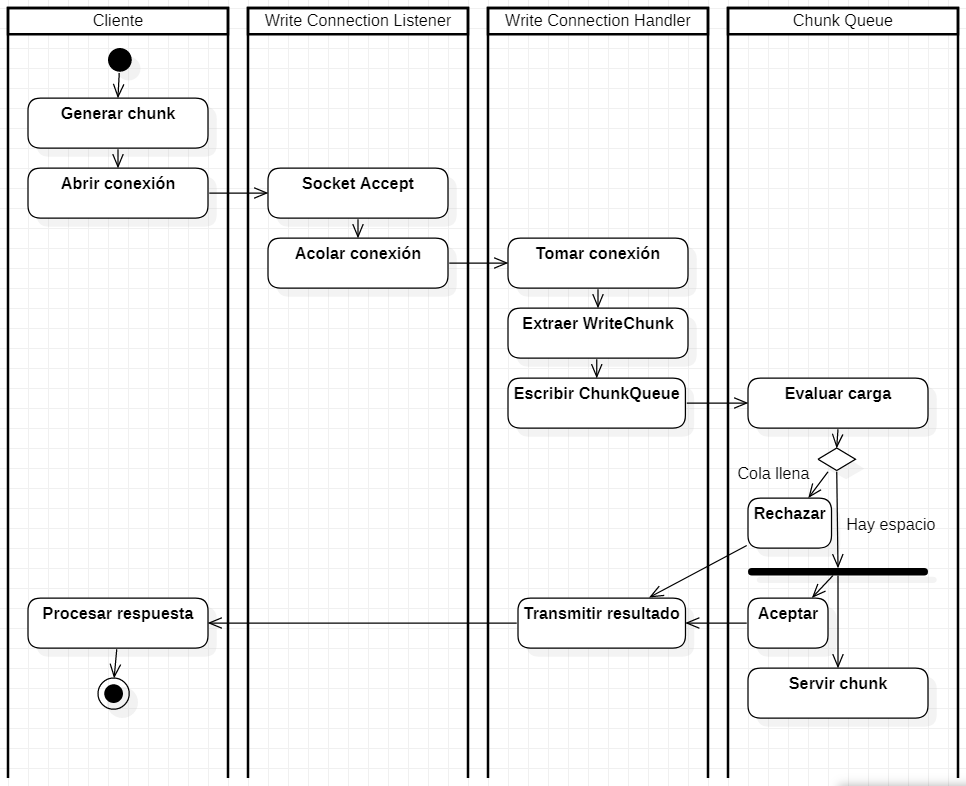 Cliente
Write Connection Listener
Write Connection Handler
Chunk Queue
Generar chunk
Abrir conexión
Socket Accept
Acolar conexión
Tomar conexión
Extraer WriteChunk
Escribir ChunkQueue
Evaluar carga
Cola llena
Rechazar
Hay espacio
Procesar respuesta
Transmitir resultado
Aceptar
Servir chunk